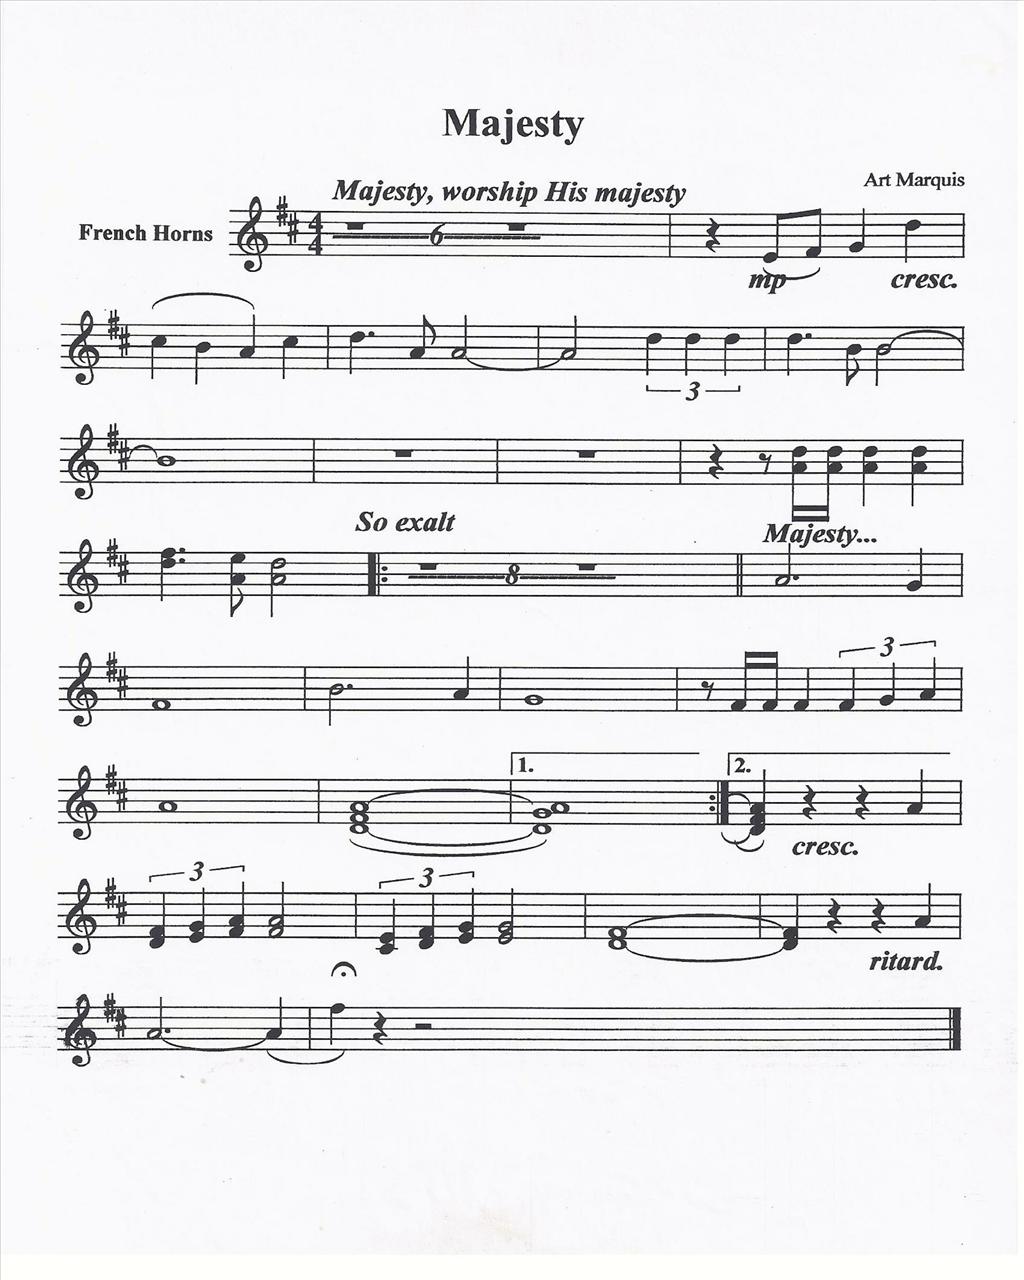 Majesty
Art Marquis
Majesty, worship His majesty
French Horns
4
4
6
mp
cresc.
3
So exalt
8
Majesty...
3
1.
2.
cresc.
3
3
ritard.